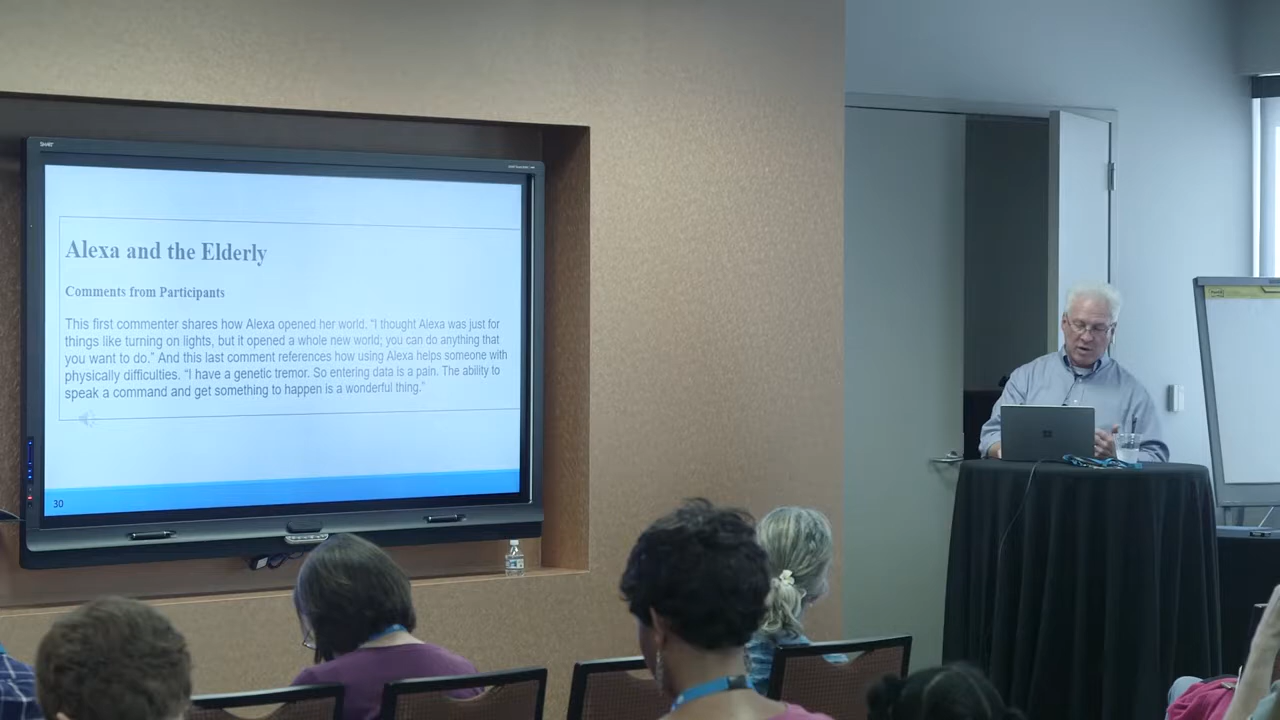 SMART
Alexa and the Elderly
Comments from Participants
This first commenter shares how Alexa opened her world. “I thought Alexa was just for
things like turning on lights, but it opened a whole new world; you can do anything that
you want to do.” And this last comment references how using Alexa helps someone with
physically difficulties. “I have a genetic tremor. So entering data is a pain. The ability to
speak a command and get something to happen is a wonderful thing.”
30